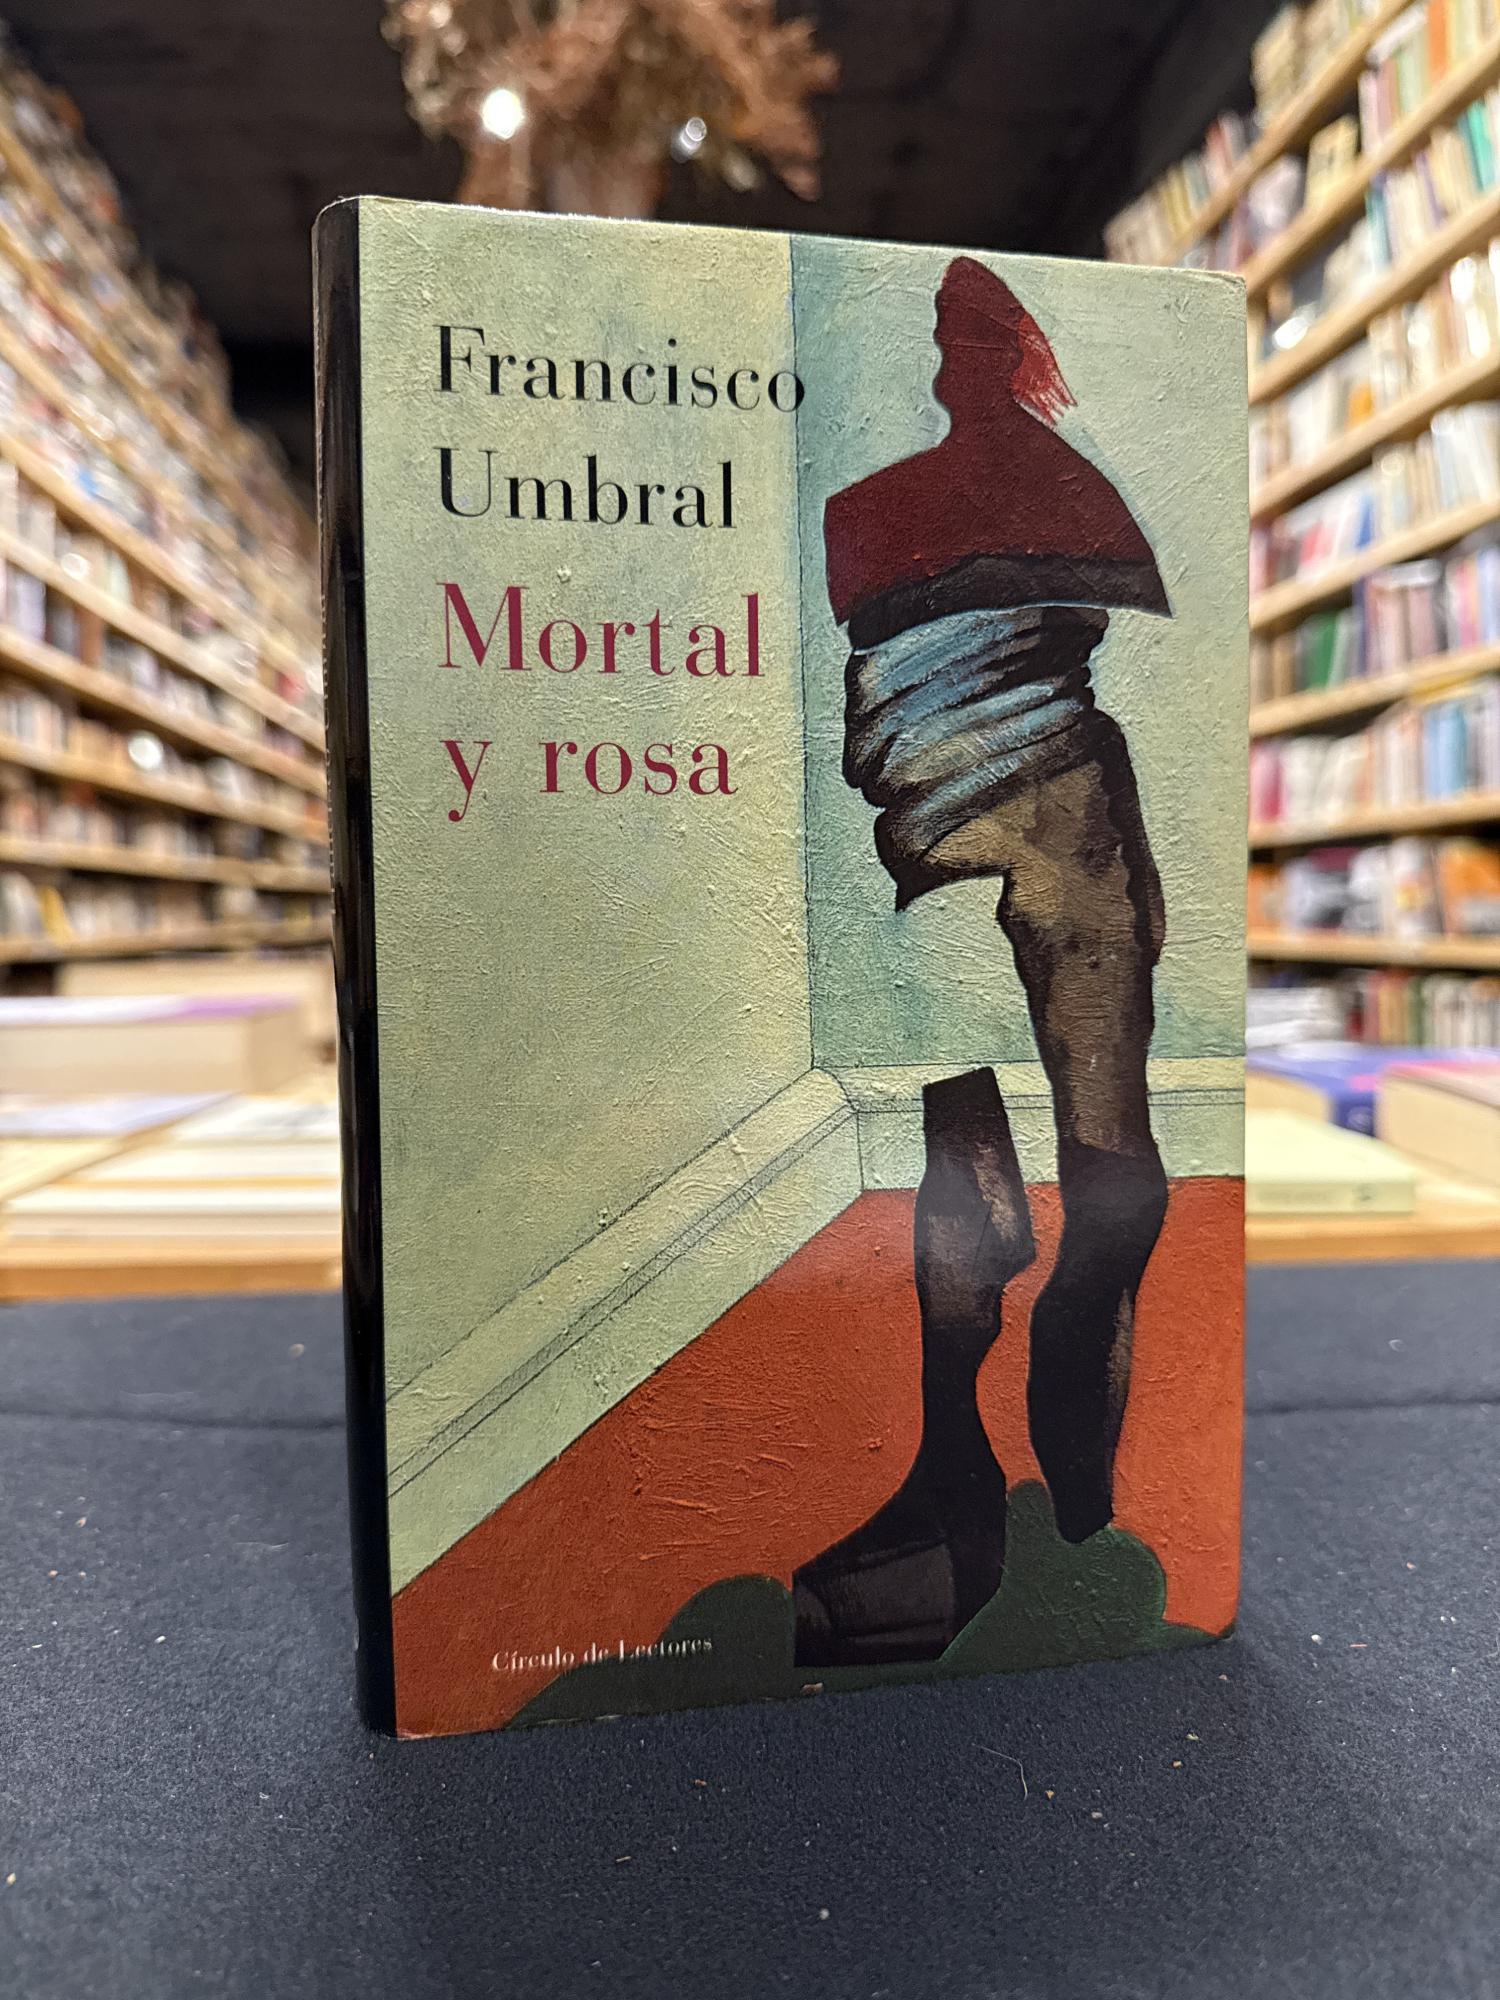 Francisco
Umbral
Mortal
y rosa
Círculo de Lectores